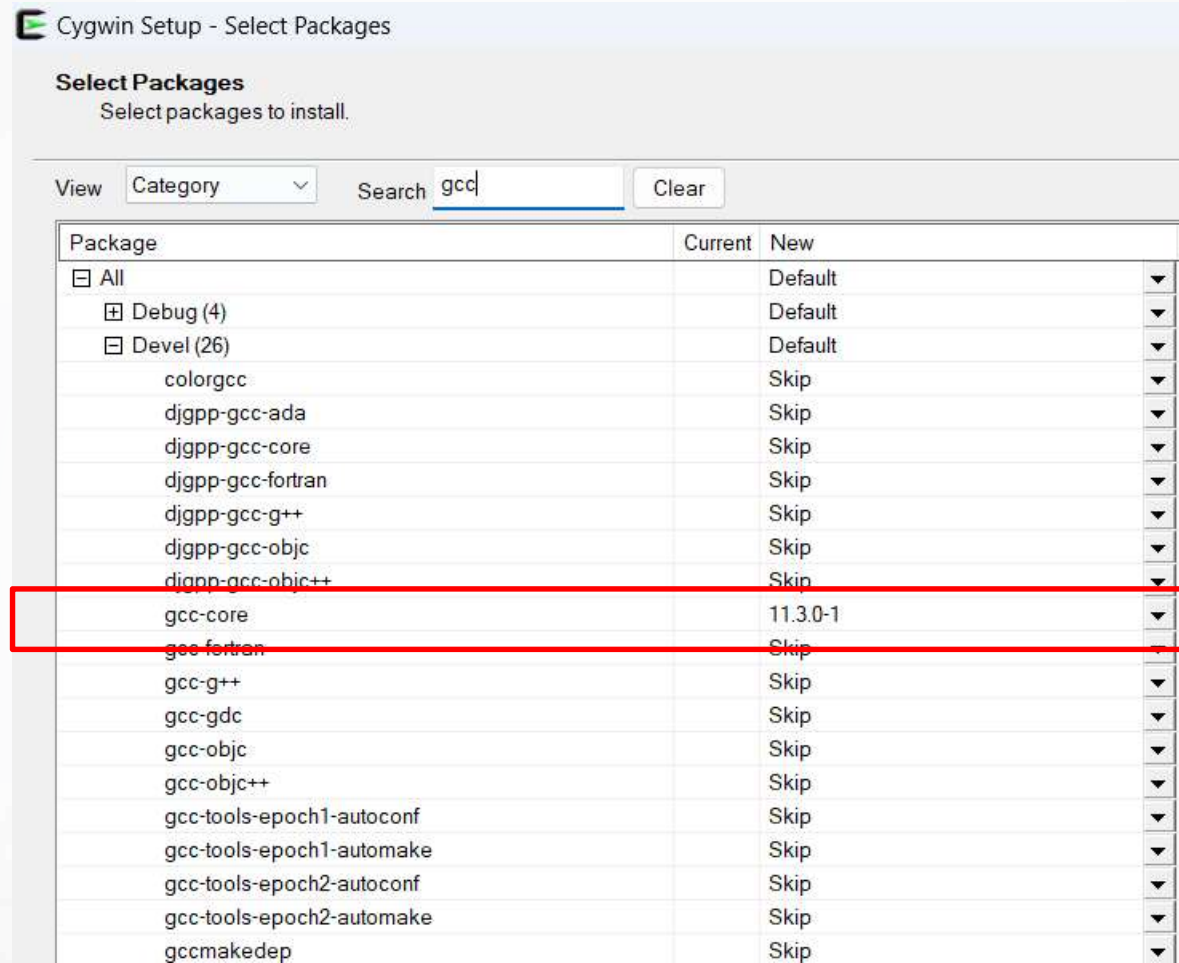 Cygwin Setup - Select Packages
Select Packages
Select packages to install.
View Category Search gcc Clear
Package Current New
All Default
Debug (4) Default
Devel (26) Default
colorgcc Skip
djgpp-gcc-ada Skip
djgpp-gcc-core Skip
djgpp-gcc-fortran Skip
djgpp-gcc-g++ Skip
djgpp-gcc-objc Skip
djgpp-gcc-objc++ Skip
gcc-core 11.3.0-1
gcc-fortran Skip
gcc-g++ Skip
gcc-gdc Skip
gcc-objc Skip
gcc-objc++ Skip
gcc-tools-epoch1-autoconf Skip
gcc-tools-epoch1-automake Skip
gcc-tools-epoch2-autoconf Skip
gcc-tools-epoch2-automake Skip
gccmakedep Skip